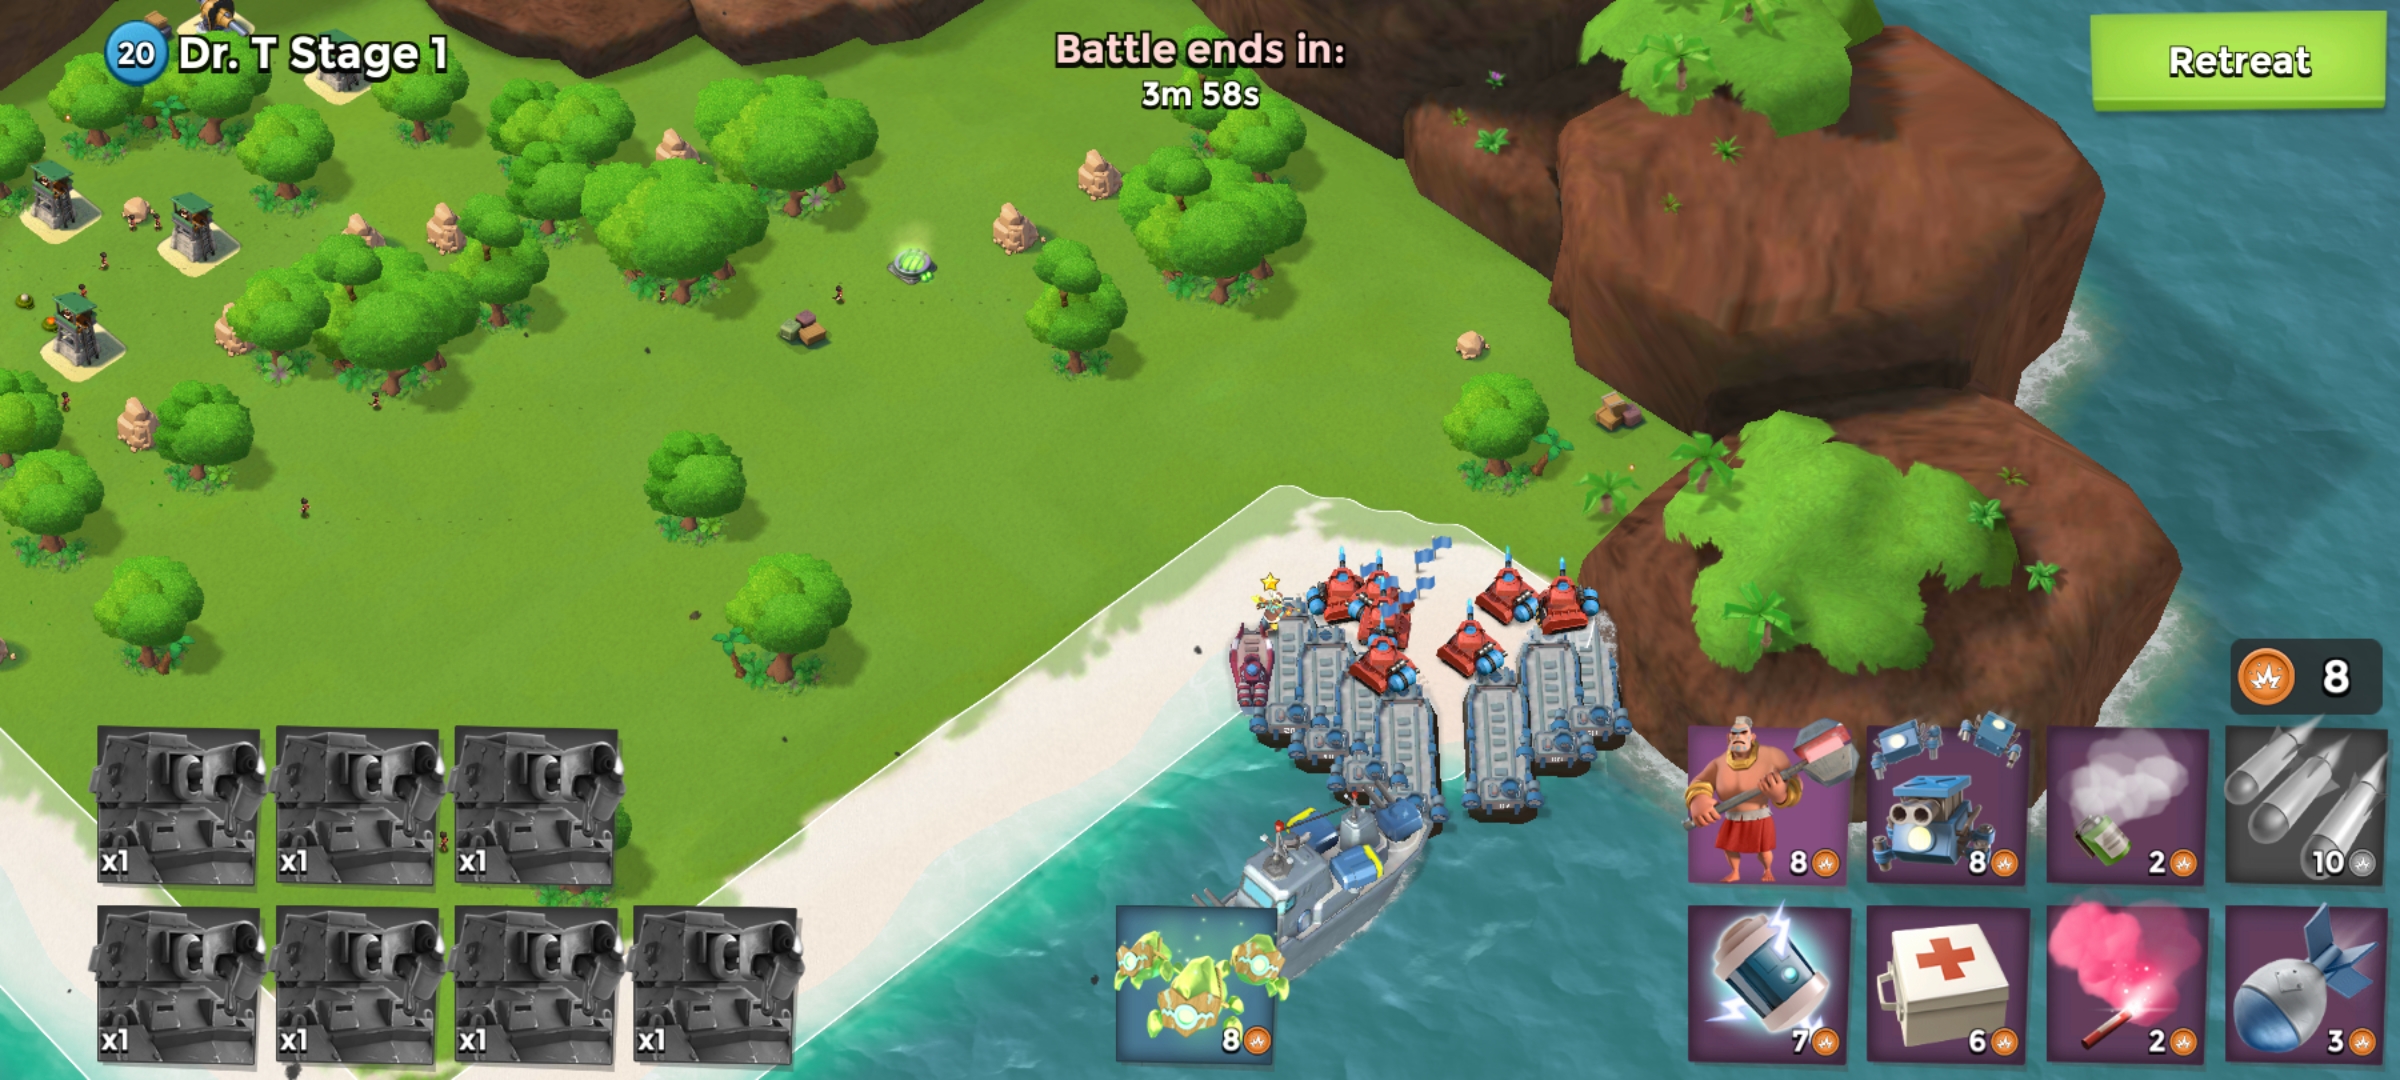 20 Dr. T Stage 1
Battle ends in:
3m 58s
Retreat
8
x1 x1 x1
8 8 2 10
x1 x1 x1 x1
8
7 6 2 3